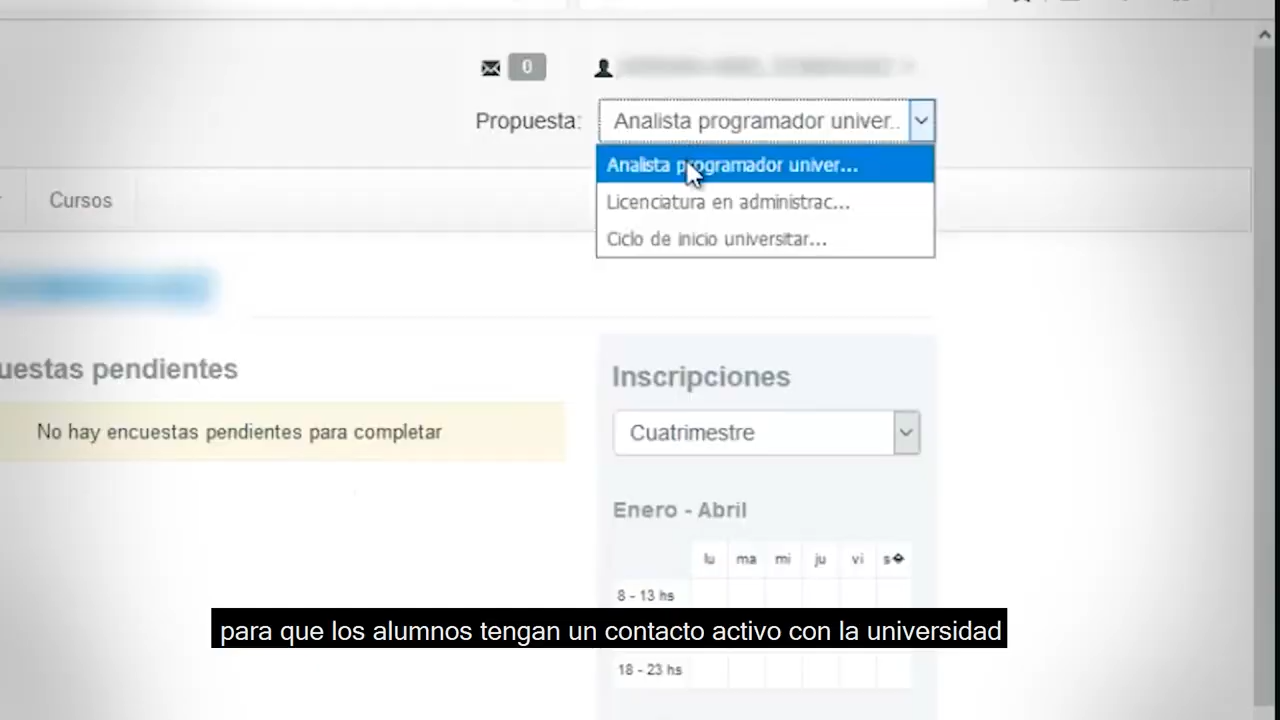 0
Propuesta: Analista programador univer..
Analista programador univer...
Licenciatura en administrac...
Ciclo de inicio universitar...
Cursos
uestas pendientes
No hay encuestas pendientes para completar
Inscripciones
Cuatrimestre
Enero - Abril
lu ma mi ju vi s�
8 - 13 hs
para que los alumnos tengan un contacto activo con la universidad
18 - 23 hs